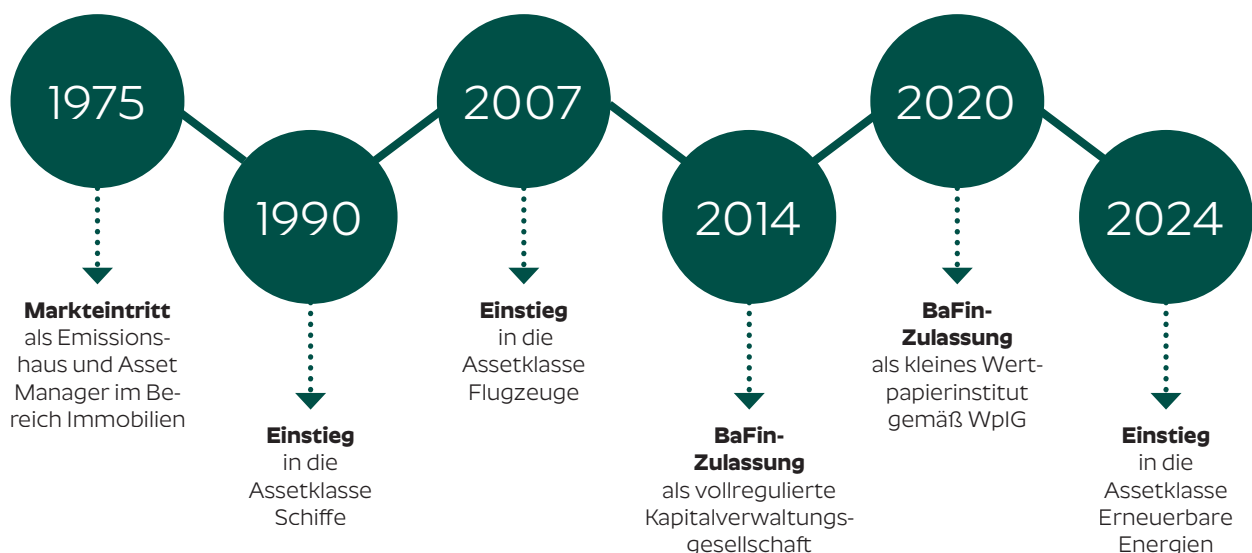 1975
Markteintritt
als Emissions-
haus und Asset
Manager im Be-
reich Immobilien
1990
Einstieg
in die
Assetklasse
Schiffe
2007
Einstieg
in die
Assetklasse
Flugzeuge
2014
BaFin-
Zulassung
als vollregulierte
Kapitalverwaltungs-
gesellschaft
2020
BaFin-
Zulassung
als kleines Wert-
papierinstitut
gemäß WpIG
2024
Einstieg
in die
Assetklasse
Erneuerbare
Energien